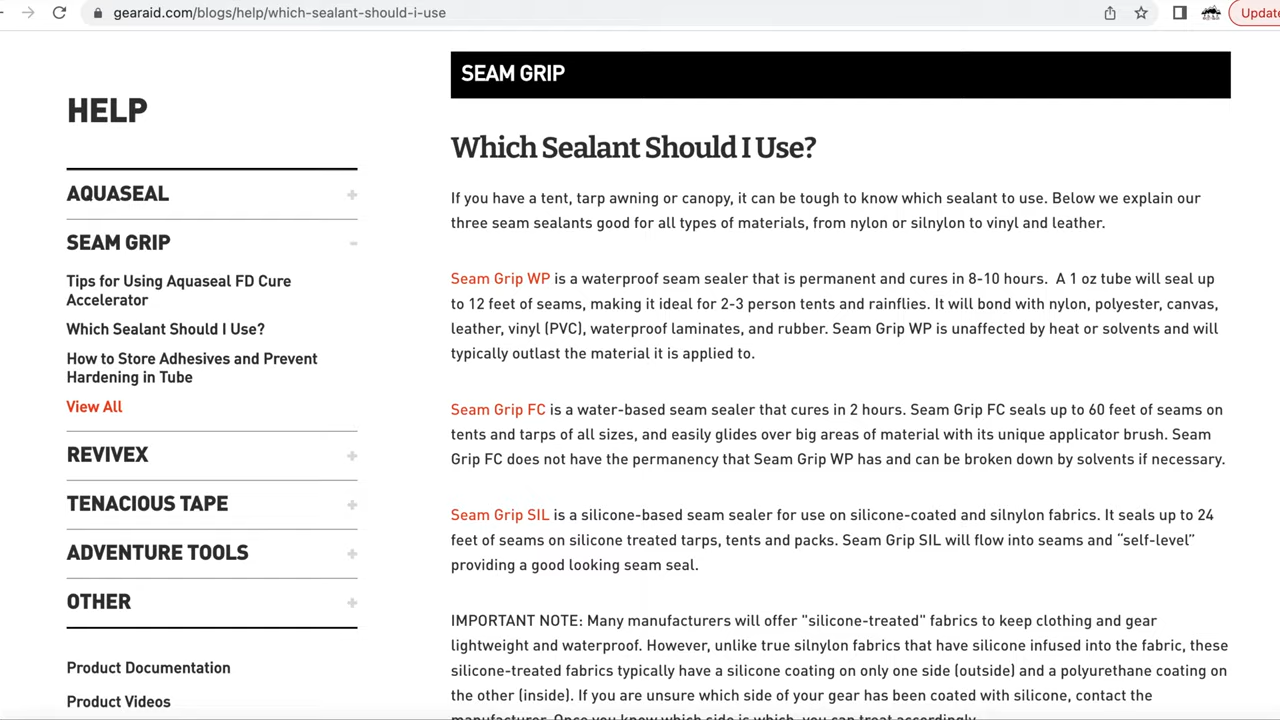 gearaid.com/blogs/help/which-sealant-should-i-use
Update
HELP
AQUASEAL +
SEAM GRIP -
Tips for Using Aquaseal FD Cure
Accelerator
Which Sealant Should I Use?
How to Store Adhesives and Prevent
Hardening in Tube
View All
REVIVEX +
TENACIOUS TAPE +
ADVENTURE TOOLS +
OTHER +
Product Documentation
Product Videos
SEAM GRIP
Which Sealant Should I Use?
If you have a tent, tarp awning or canopy, it can be tough to know which sealant to use. Below we explain our
three seam sealants good for all types of materials, from nylon or silnylon to vinyl and leather.
Seam Grip WP is a waterproof seam sealer that is permanent and cures in 8-10 hours. A 1 oz tube will seal up
to 12 feet of seams, making it ideal for 2-3 person tents and rainflies. It will bond with nylon, polyester, canvas,
leather, vinyl (PVC), waterproof laminates, and rubber. Seam Grip WP is unaffected by heat or solvents and will
typically outlast the material it is applied to.
Seam Grip FC is a water-based seam sealer that cures in 2 hours. Seam Grip FC seals up to 60 feet of seams on
tents and tarps of all sizes, and easily glides over big areas of material with its unique applicator brush. Seam
Grip FC does not have the permanency that Seam Grip WP has and can be broken down by solvents if necessary.
Seam Grip SIL is a silicone-based seam sealer for use on silicone-coated and silnylon fabrics. It seals up to 24
feet of seams on silicone treated tarps, tents and packs. Seam Grip SIL will flow into seams and “self-level”
providing a good looking seam seal.
IMPORTANT NOTE: Many manufacturers will offer "silicone-treated" fabrics to keep clothing and gear
lightweight and waterproof. However, unlike true silnylon fabrics that have silicone infused into the fabric, these
silicone-treated fabrics typically have a silicone coating on only one side (outside) and a polyurethane coating on
the other (inside). If you are unsure which side of your gear has been coated with silicone, contact the
manufacturer. Once you know which side is which, you can treat accordingly.